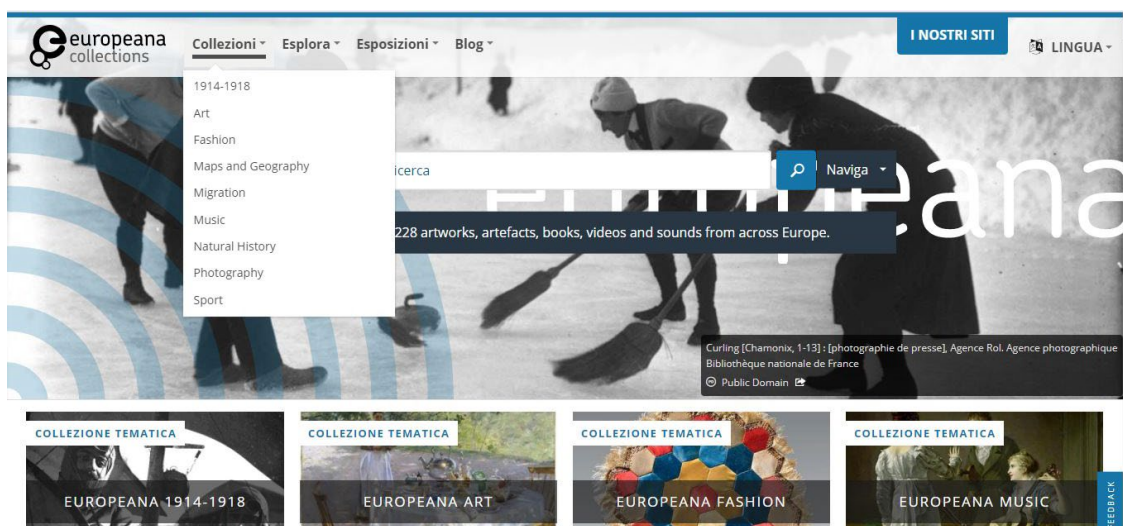 europeana
collections
Collezioni
Esplora
Esposizioni
Blog
I NOSTRI SITI
LINGUA
1914-1918
Art
Fashion
Maps and Geography
Migration
Music
Natural History
Photography
Sport
icerca
Naviga
228 artworks, artefacts, books, videos and sounds from across Europe.
europeana
Curling [Chamonix, 1-13] : [photographie de presse], Agence Rol. Agence photographique
Bibliothèque nationale de France
Public Domain
COLLEZIONE TEMATICA
EUROPEANA 1914-1918
COLLEZIONE TEMATICA
EUROPEANA ART
COLLEZIONE TEMATICA
EUROPEANA FASHION
COLLEZIONE TEMATICA
EUROPEANA MUSIC
FEEDBACK